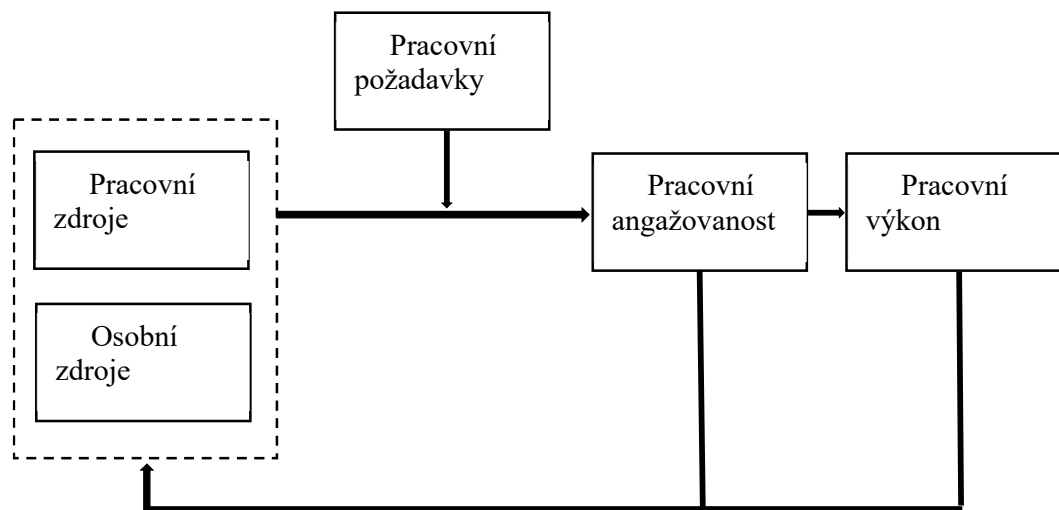 Pracovní
požadavky
Pracovní
zdroje
Osobní
zdroje
Pracovní
angažovanost
Pracovní
výkon